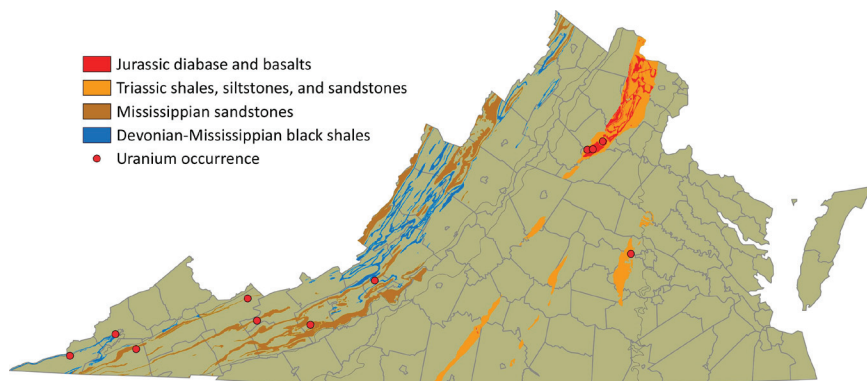 Jurassic diabase and basalts
Triassic shales, siltstones, and sandstones
Mississippian sandstones
Devonian-Mississippian black shales
Uranium occurrence